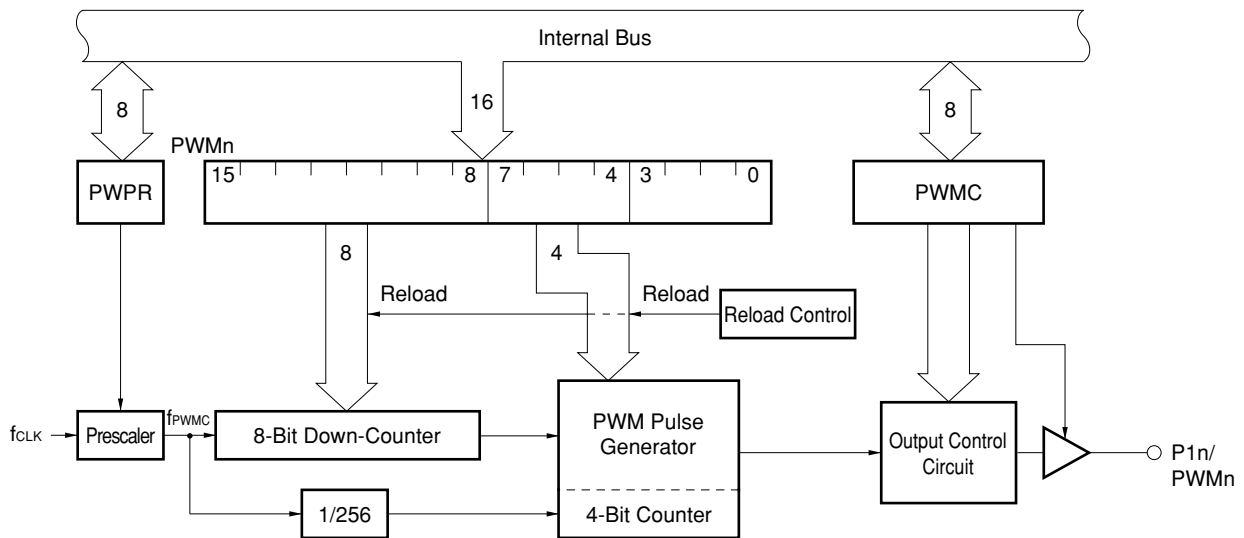 Internal Bus
8
16
8
PWMn
PWPR
15 8 7 4 3 0
PWMC
8
4
Reload
Reload
Reload Control
fCLK
Prescaler
fPWMC
8-Bit Down-Counter
PWM Pulse
Generator
4-Bit Counter
1/256
Output Control
Circuit
P1n/
PWMn